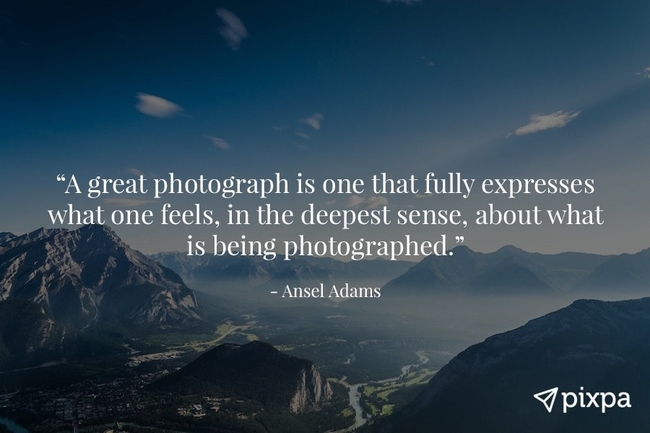 “A great photograph is one that fully expresses
what one feels, in the deepest sense, about what
is being photographed.”
- Ansel Adams
pixpa